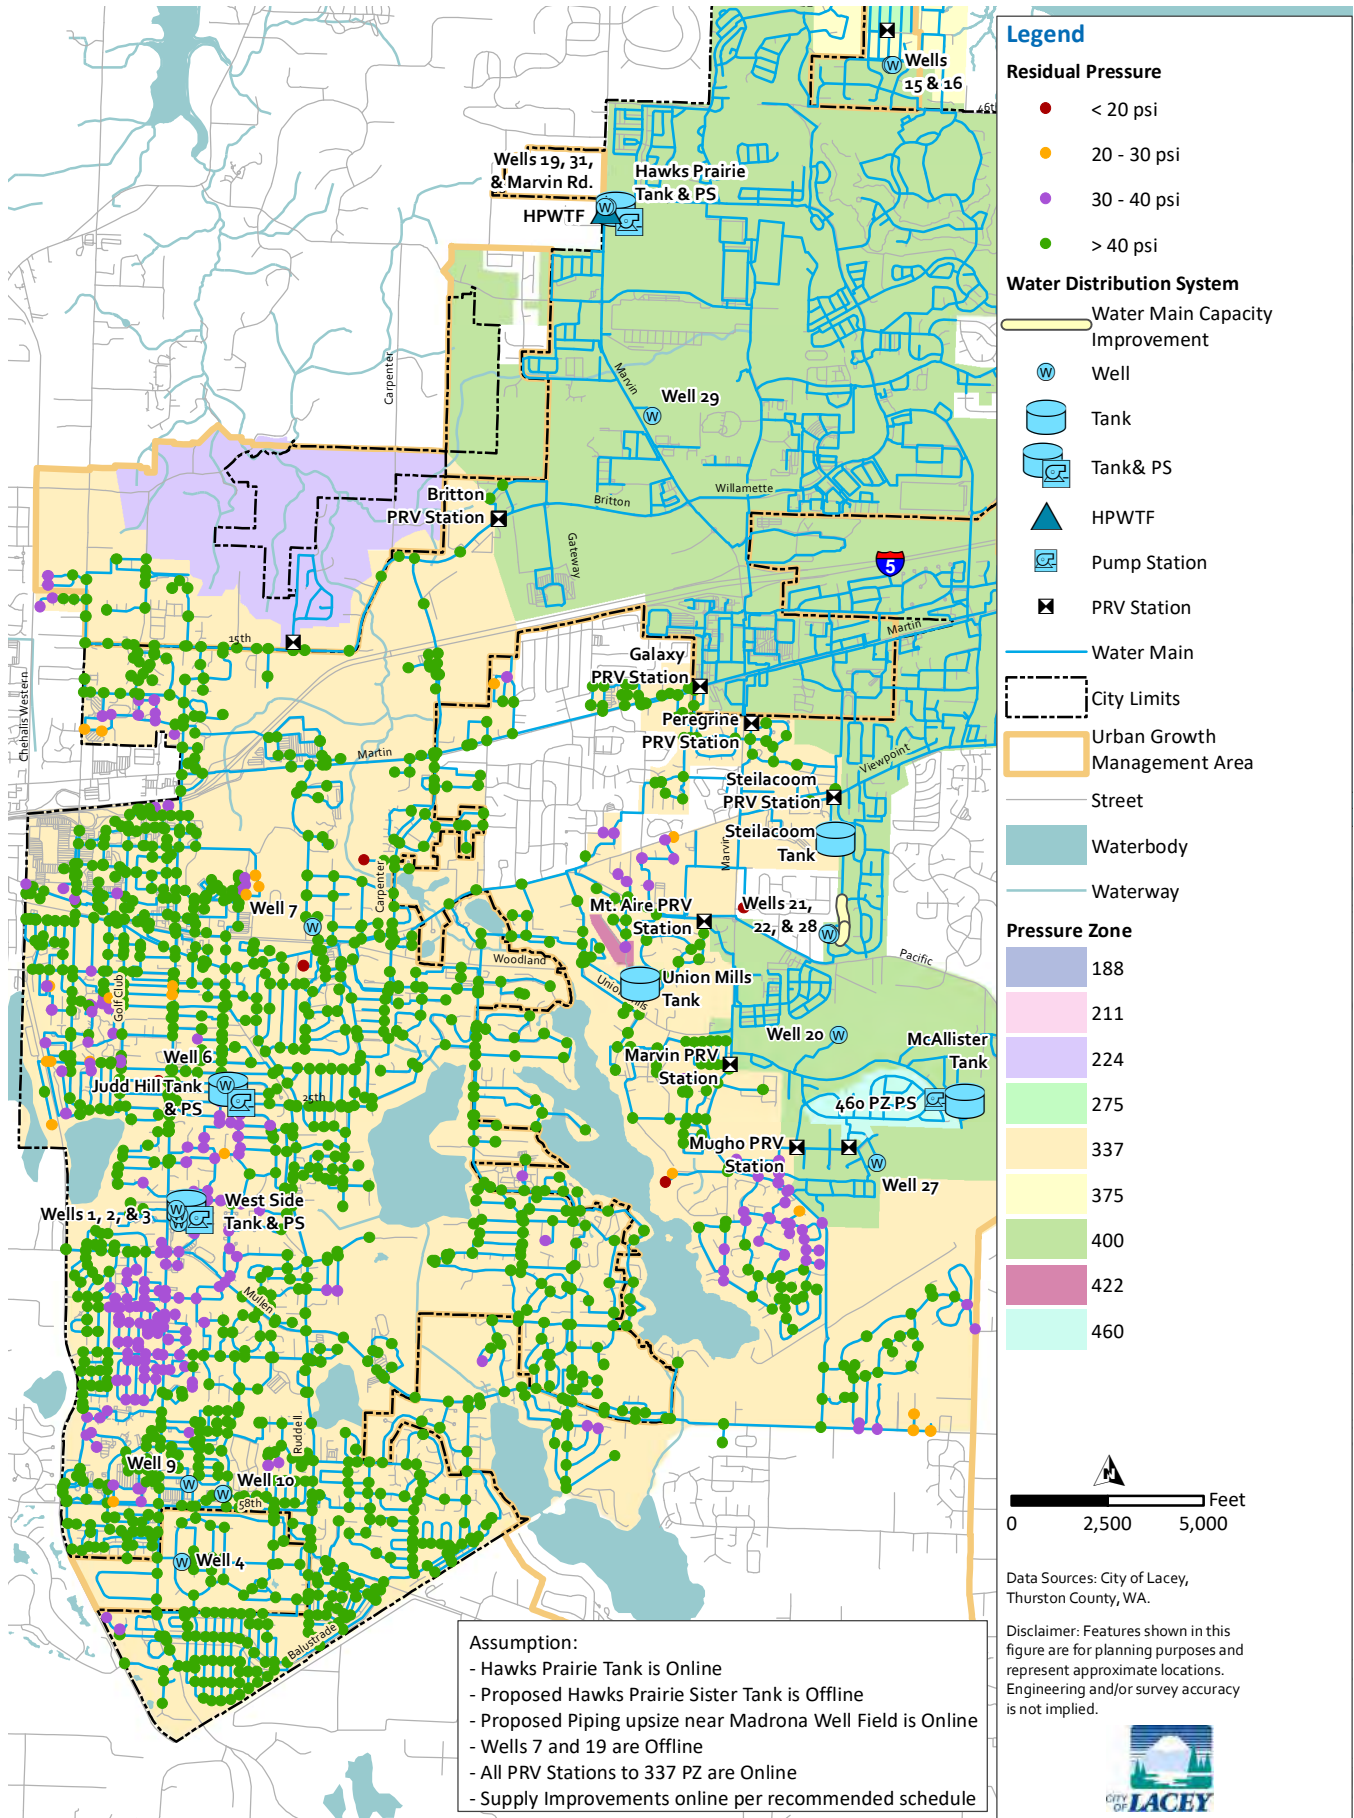 Wells
15 & 16
46th
Wells 19, 31,
& Marvin Rd.
Hawks Prairie
Tank & PS
HPWTF
Carpenter
Marvin
Well 29
Britton
PRV Station
Britton
Willamette
Gateway
5
15th
Martin
Galaxy
PRV Station
Chehalis Western
Peregrine
PRV Station
Martin
Viewpoint
Steilacoom
PRV Station
Steilacoom
Tank
Marvin
Carpenter
Well 7
Mt. Aire PRV
Station
Wells 21,
22, & 28
Pacific
Woodland
Union Mills
Union Mills
Tank
Golf Club
Well 20
McAllister
Tank
Well 6
Judd Hill Tank
& PS
25th
Marvin PRV
Station
460 PZ PS
Mugho PRV
Station
Well 27
Wells 1, 2, & 3
West Side
Tank & PS
Mullen
Ruddell
Well 9
Well 10
58th
Well 4
Balustrade
Assumption:
- Hawks Prairie Tank is Online
- Proposed Hawks Prairie Sister Tank is Offline
- Proposed Piping upsize near Madrona Well Field is Online
- Wells 7 and 19 are Offline
- All PRV Stations to 337 PZ are Online
- Supply Improvements online per recommended schedule
Legend
Residual Pressure
< 20 psi
20 - 30 psi
30 - 40 psi
> 40 psi
Water Distribution System
Water Main Capacity
Improvement
W Well
Tank
Tank& PS
HPWTF
Pump Station
PRV Station
Water Main
City Limits
Urban Growth
Management Area
Street
Waterbody
Waterway
Pressure Zone
188
211
224
275
337
375
400
422
460
N
Feet
0 2,500 5,000
Data Sources: City of Lacey,
Thurston County, WA.
Disclaimer: Features shown in this
figure are for planning purposes and
represent approximate locations.
Engineering and/or survey accuracy
is not implied.
CITY OF LACEY